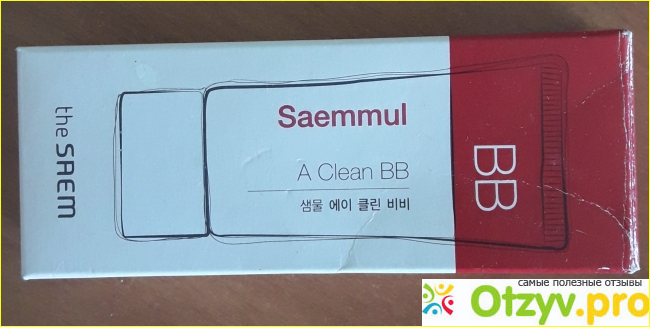 the SAEM
Saemmul
A Clean BB
샘물 에이 클린 비비
BB
самые полезные отзывы
Otzyv.pro